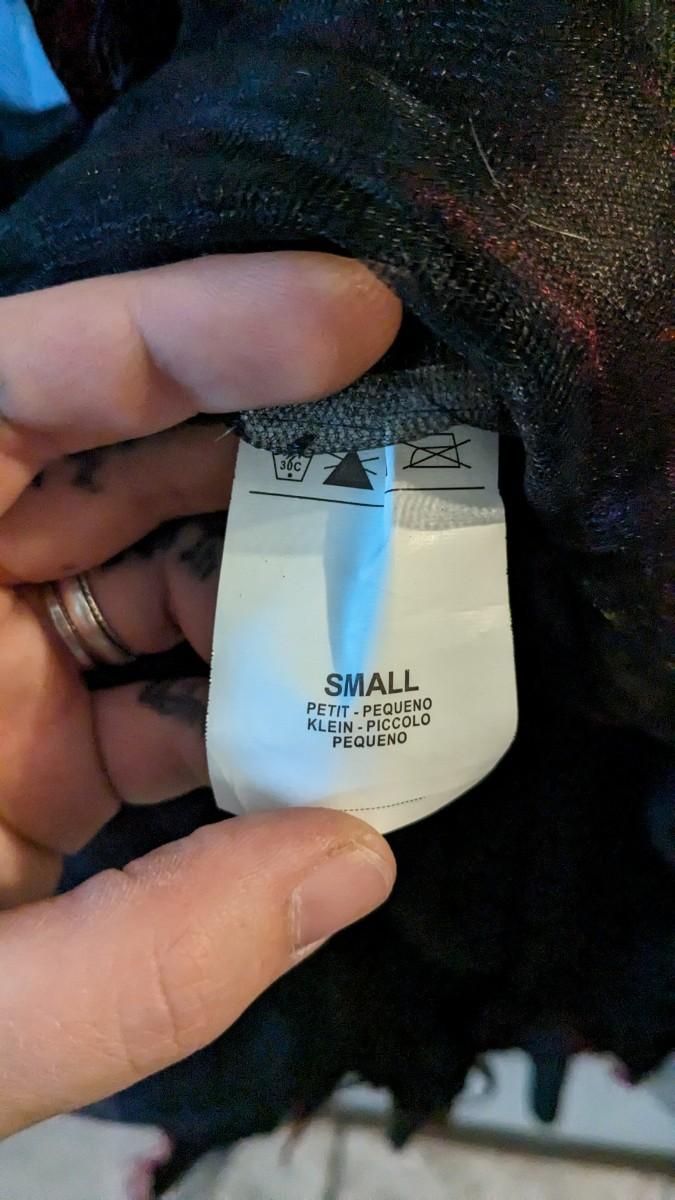 30C
SMALL
PETIT - PEQUENO
KLEIN - PICCOLO
PEQUENO